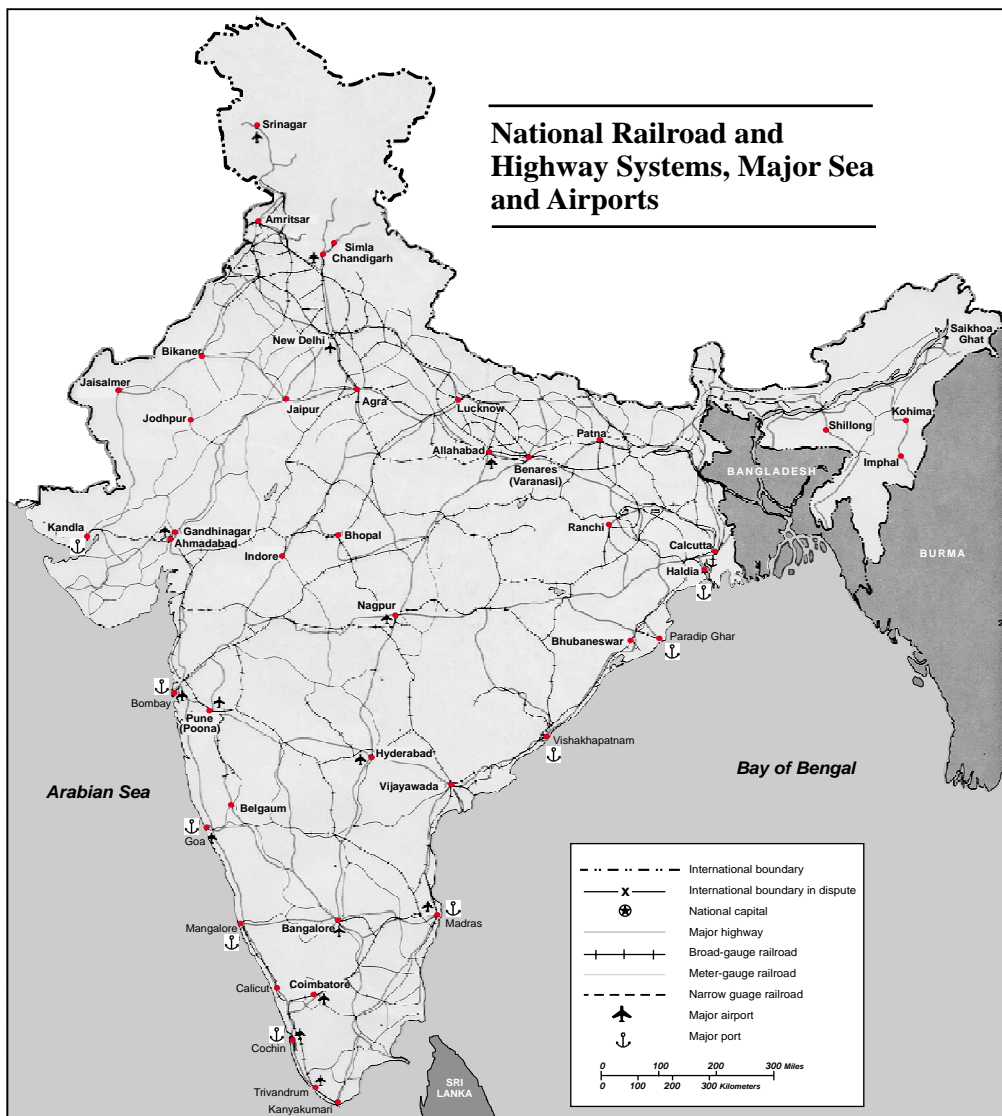 National Railroad and
Highway Systems, Major Sea
and Airports
Srinagar
Amritsar
Simla
Chandigarh
New Delhi
Saikhoa
Ghat
Bikaner
Jaisalmer
Jaipur
Agra
Lucknow
Jodhpur
Kohima
Shillong
Patna
Allahabad
Benares
(Varanasi)
Imphal
BANGLADESH
Kandla
Gandhinagar
Ahmadabad
Ranchi
Bhopal
Indore
Calcutta
Haldia
BURMA
Nagpur
Bhubaneswar
Paradip Ghar
Bombay
Pune
(Poona)
Vishakhapatnam
Hyderabad
Vijayawada
Bay of Bengal
Arabian Sea
Belgaum
Goa
Mangalore
Bangalore
Madras
Calicut
Coimbatore
Cochin
Trivandrum
Kanyakumari
SRI
LANKA
International boundary
x International boundary in dispute
National capital
Major highway
Broad-gauge railroad
Meter-gauge railroad
Narrow guage railroad
Major airport
Major port
0 100 200 300 Miles
0 100 200 300 Kilometers